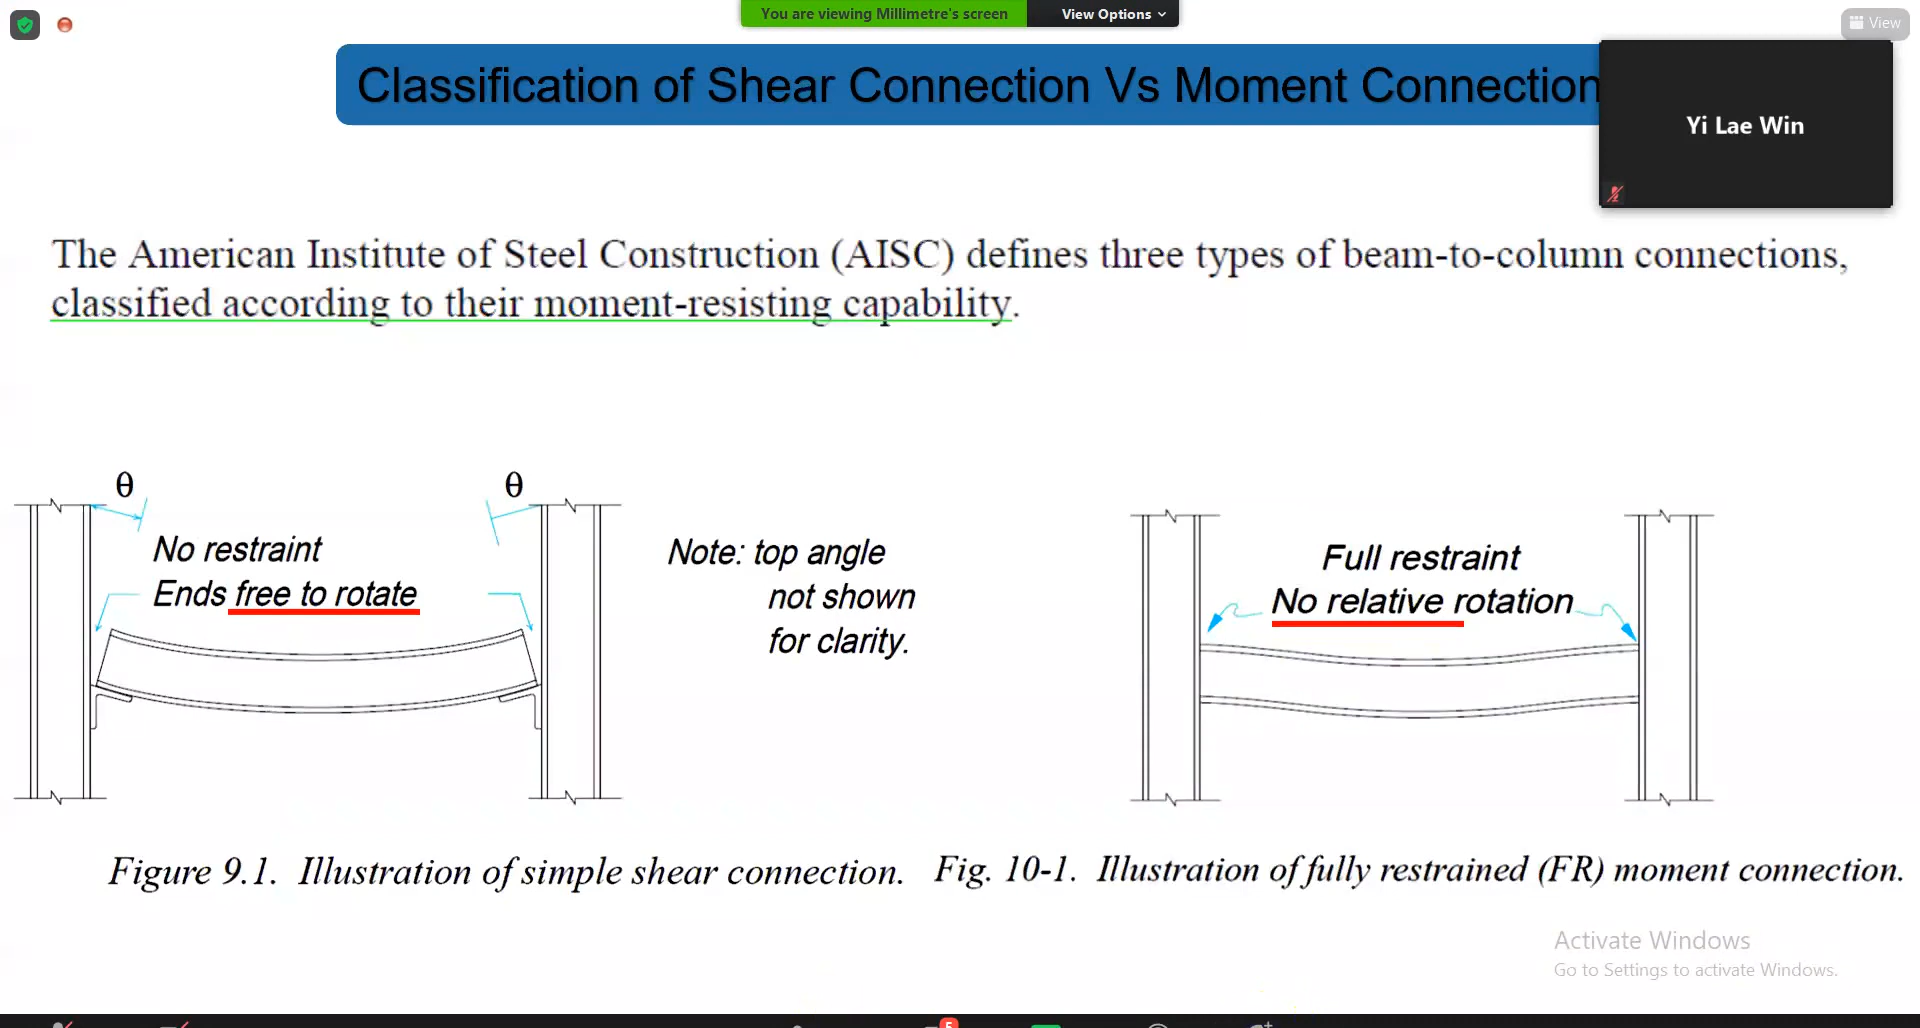 You are viewing Millimetre's screen
View Options
View
Classification of Shear Connection Vs Moment Connection
Yi Lae Win
The American Institute of Steel Construction (AISC) defines three types of beam-to-column connections,
classified according to their moment-resisting capability.
θ
θ
No restraint
Ends free to rotate
Note: top angle
not shown
for clarity.
Full restraint
No relative rotation
Figure 9.1. Illustration of simple shear connection.
Fig. 10-1. Illustration of fully restrained (FR) moment connection.
Activate Windows
Go to Settings to activate Windows.
5